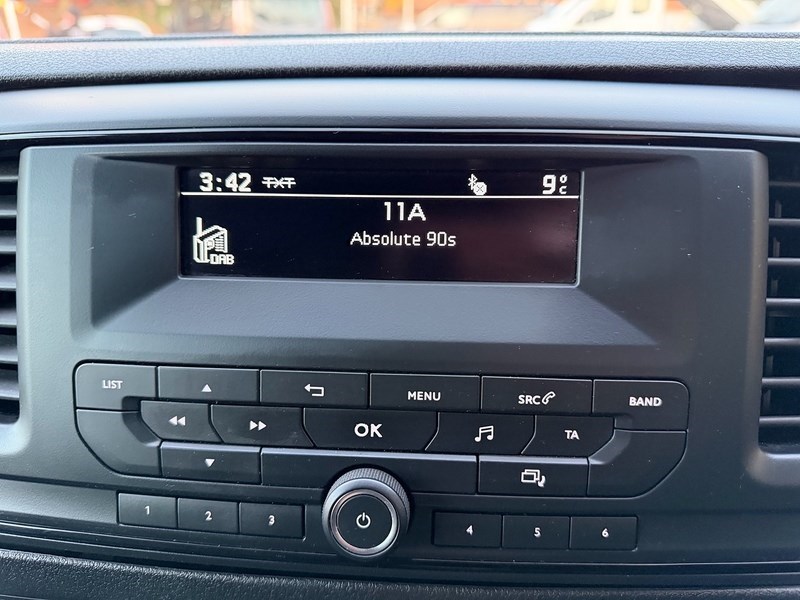 3:42 TXT 9°C
11A
Absolute 90s
DAB
LIST MENU SRC BAND
OK TA
1 2 3 4 5 6